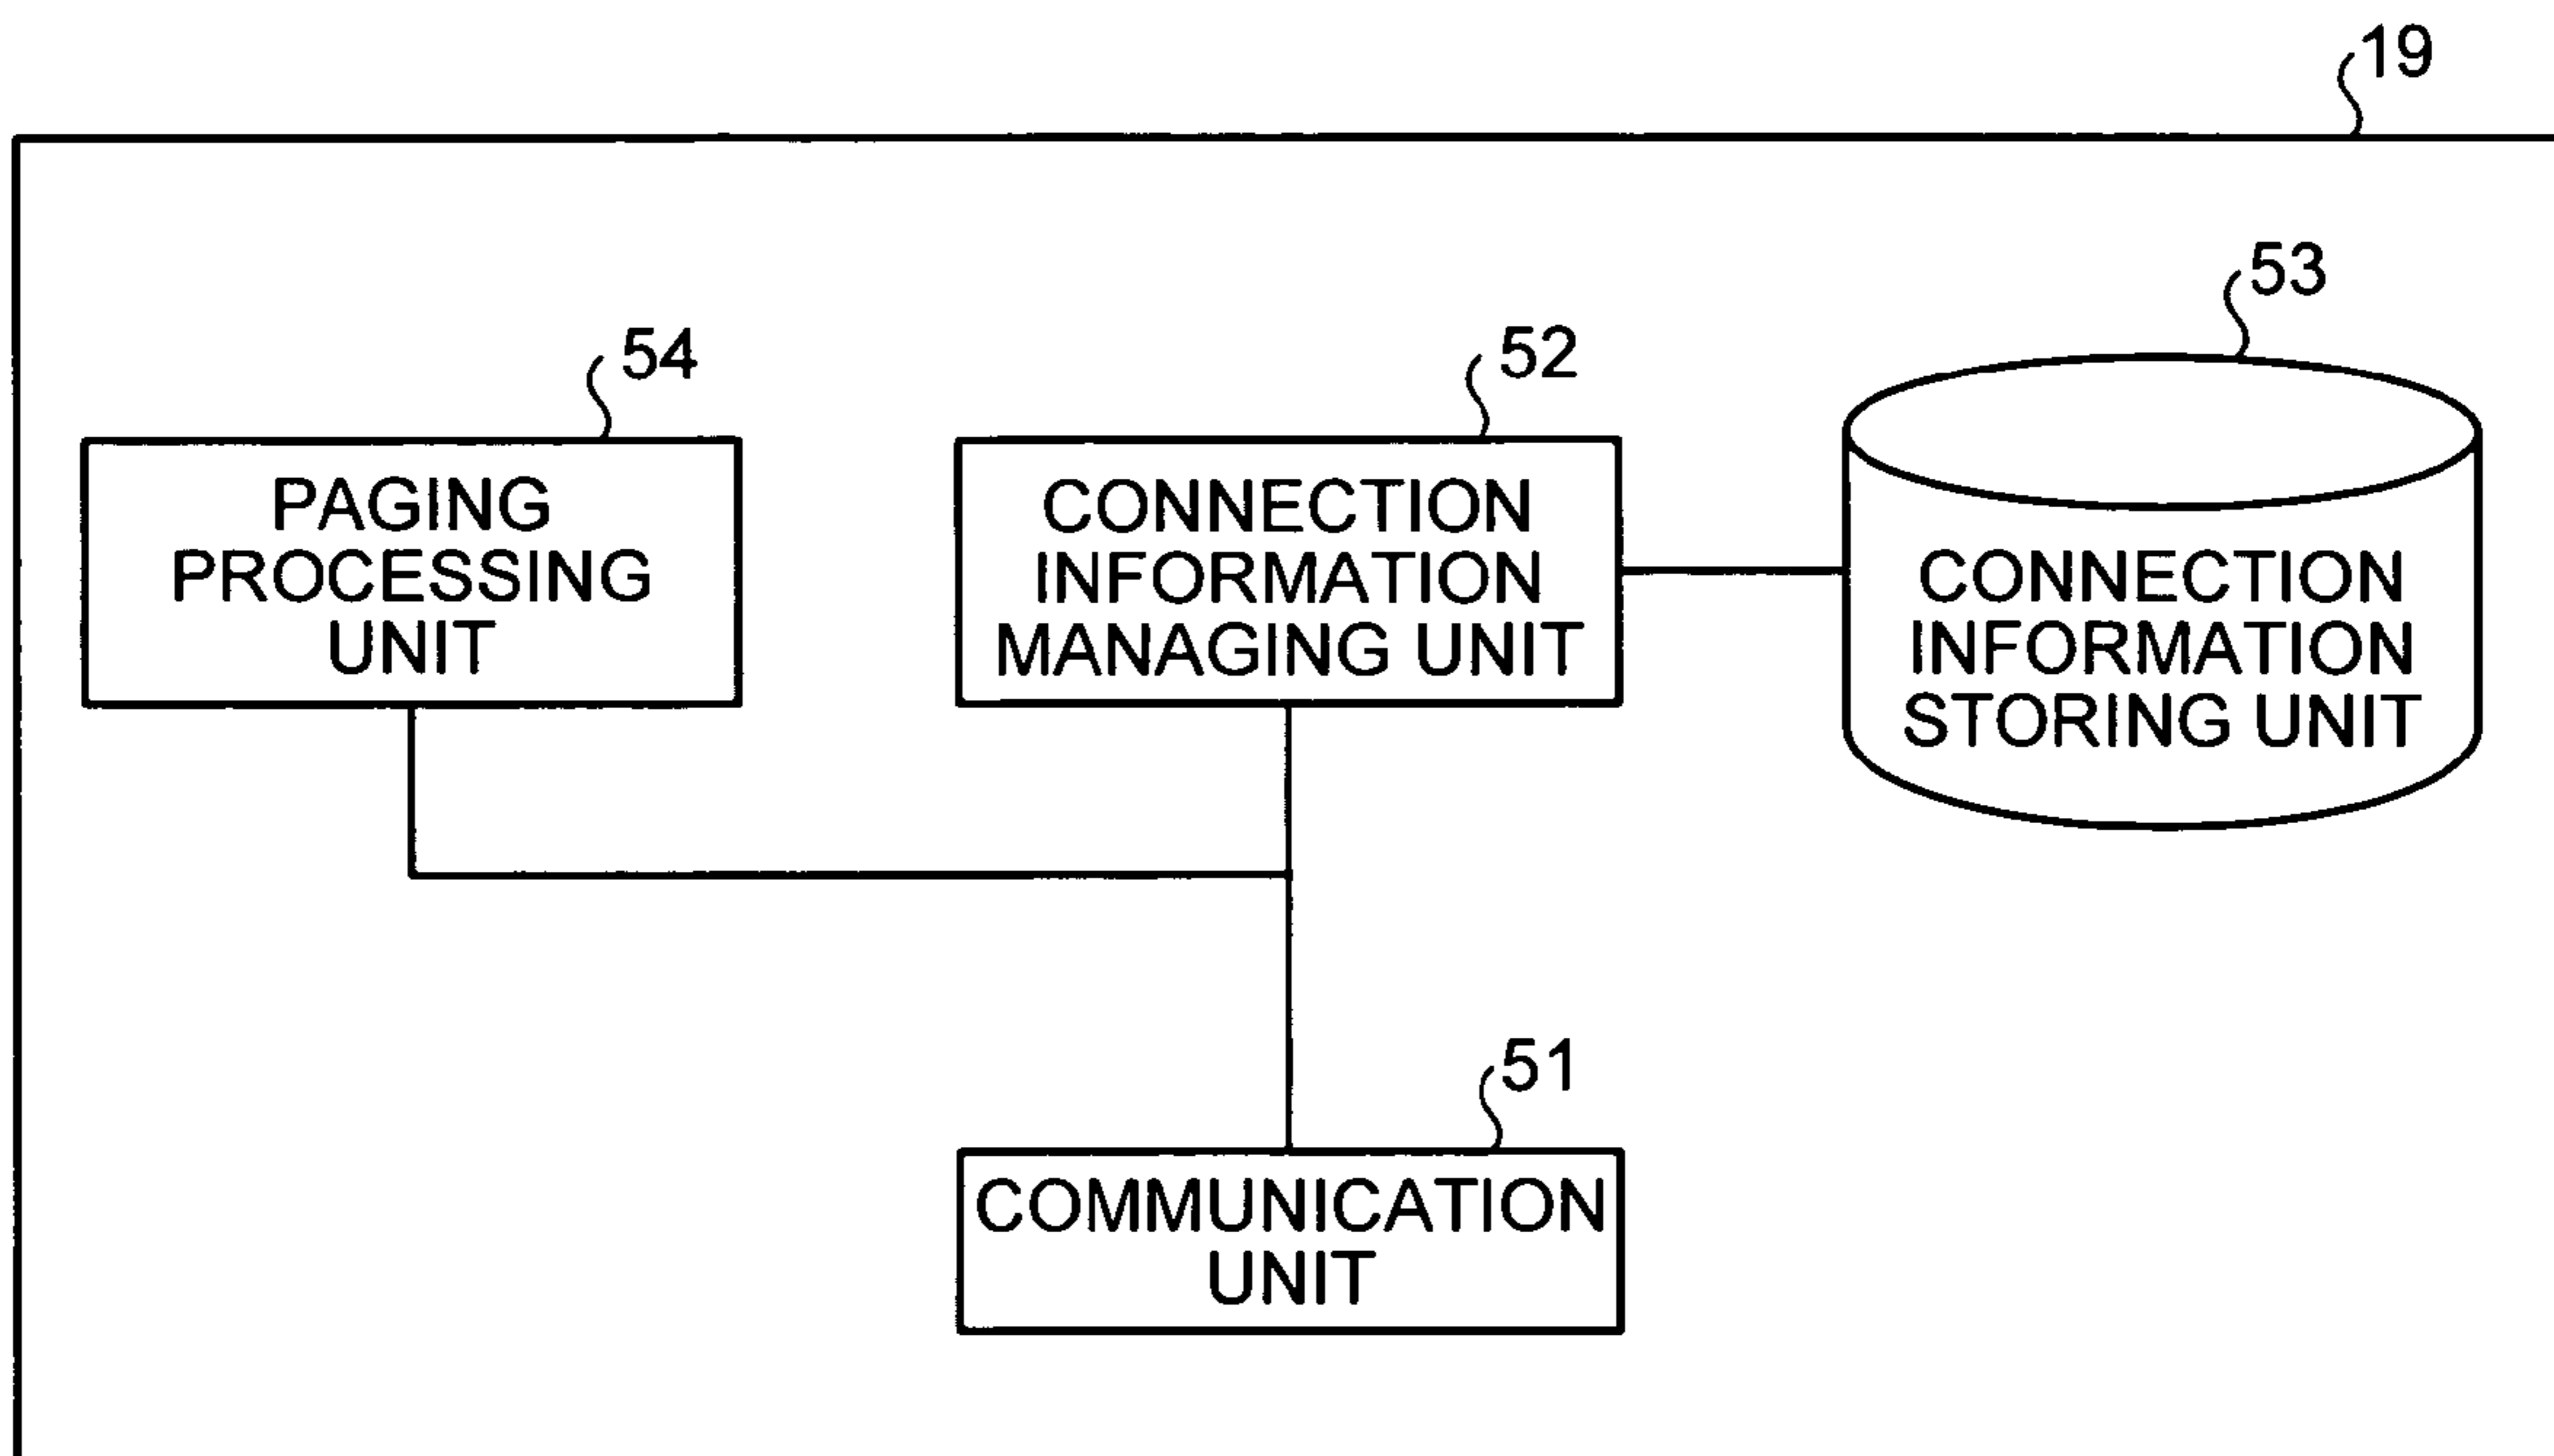 19
53
54
52
PAGING
PROCESSING
UNIT
CONNECTION
INFORMATION
MANAGING UNIT
CONNECTION
INFORMATION
STORING UNIT
51
COMMUNICATION
UNIT